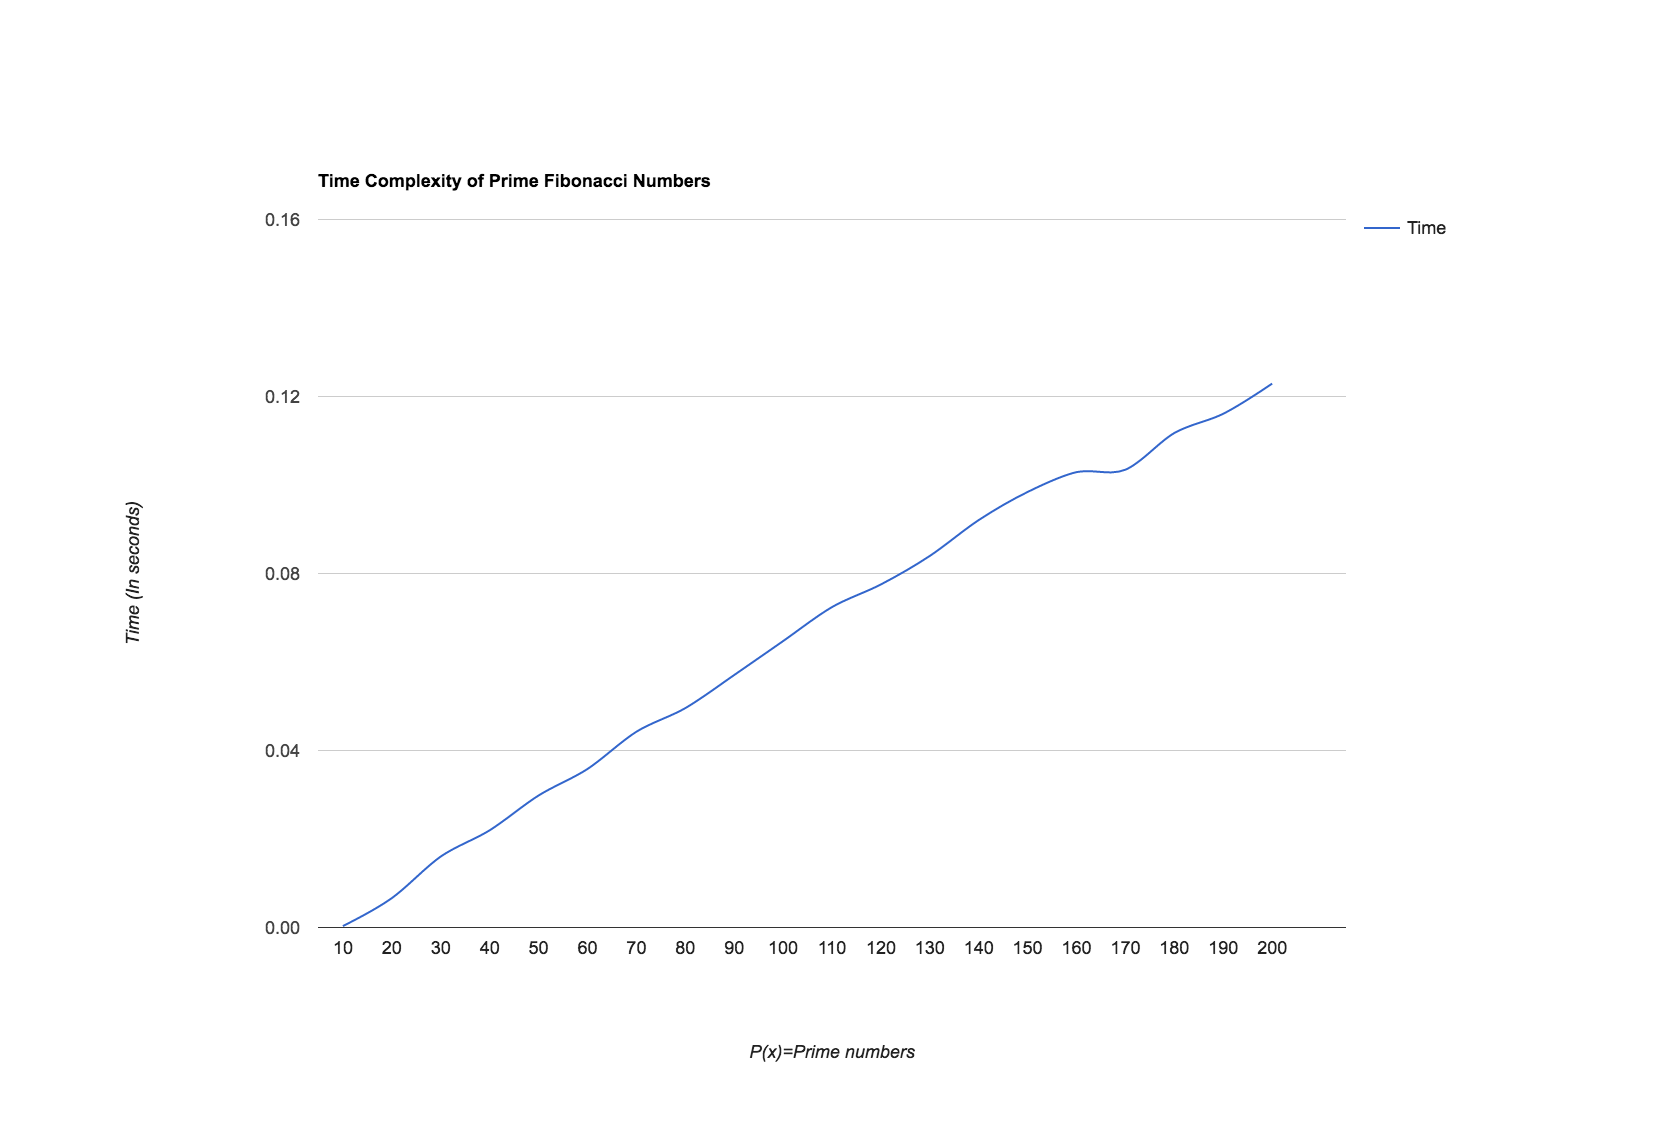 Time Complexity of Prime Fibonacci Numbers
0.16
Time
0.12
0.08
Time (In seconds)
0.04
0.00
10 20 30 40 50 60 70 80 90 100 110 120 130 140 150 160 170 180 190 200
P(x)=Prime numbers